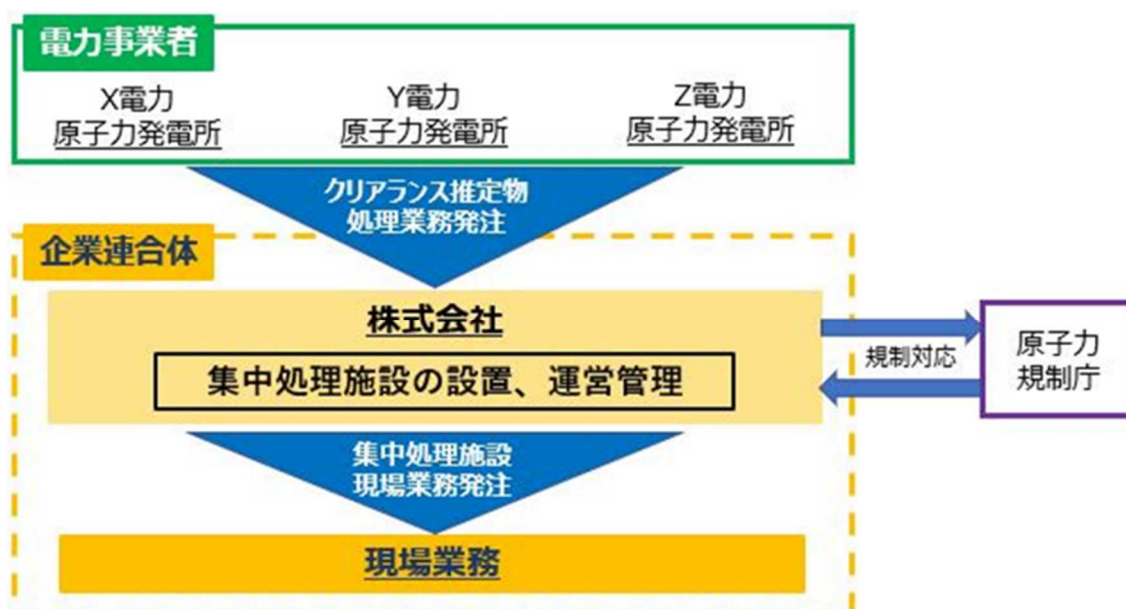 電力事業者
X電力
原子力発電所
Y電力
原子力発電所
Z電力
原子力発電所
クリアランス推定物
処理業務発注
企業連合体
株式会社
集中処理施設の設置、運営管理
規制対応
原子力
規制庁
集中処理施設
現場業務発注
現場業務